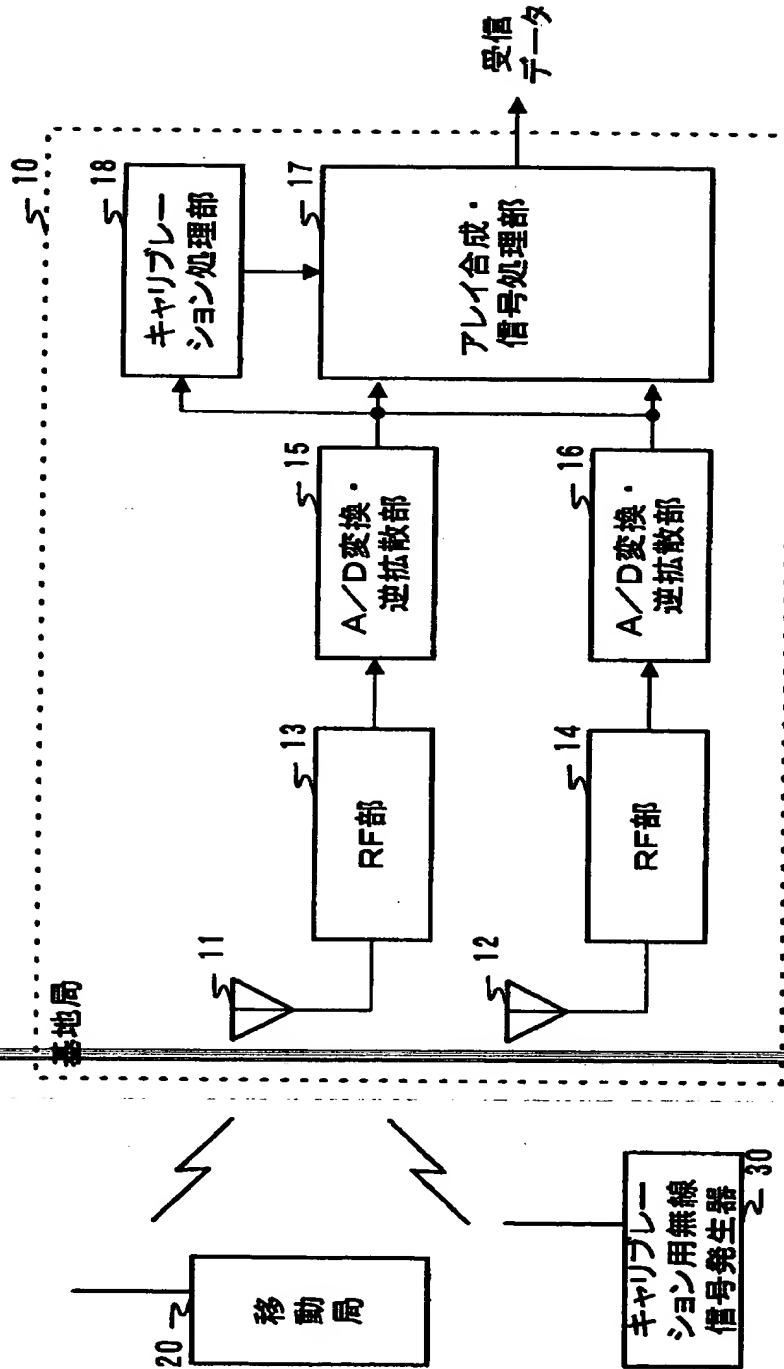 基地局
10
11
12
13
RF部
14
RF部
15
A/D変換・
逆拡散部
16
A/D変換・
逆拡散部
18
キャリブレー
ション処理部
17
アレイ合成・
信号処理部
受信
データ
20
移
動
局
キャリブレー
ション用無線
信号発生器
30